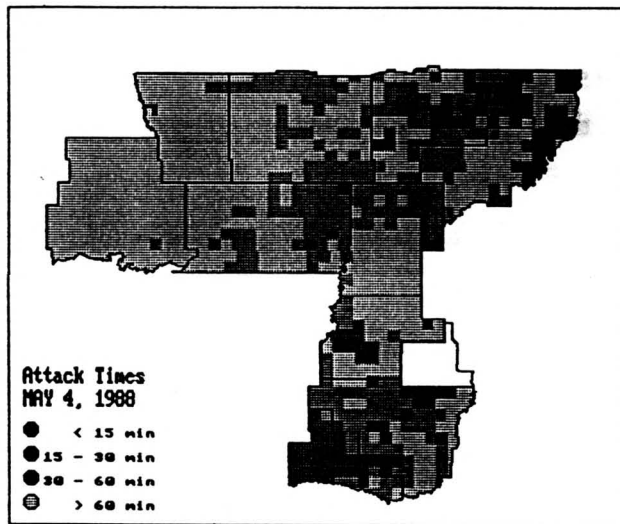 Attack Times
MAY 4, 1988
< 15 min
15 - 30 min
30 - 60 min
> 60 min